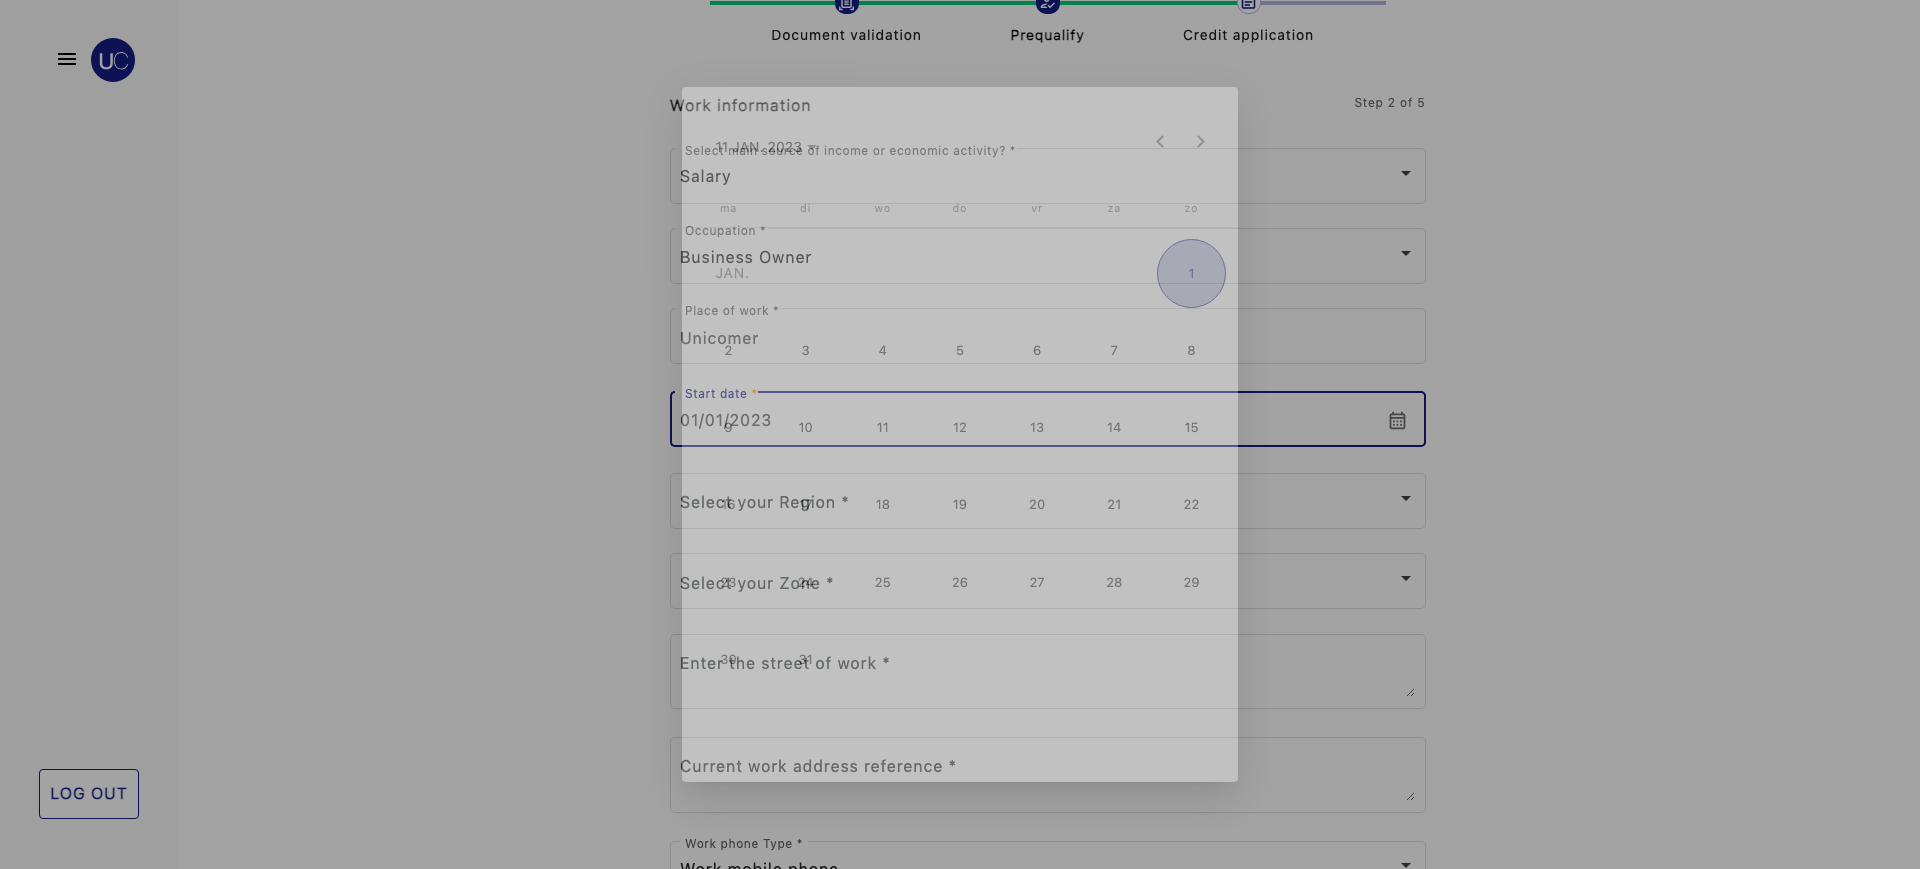 Document validation
Prequalify
Credit application
UC
Work information
Step 2 of 5
11 JAN. 2023
Select main source of income or economic activity? *
Salary
ma di wo do vr za zo
Occupation *
Business Owner
JAN. 1
Place of work *
Unicomer
2 3 4 5 6 7 8
Start date *
01/01/2023
9 10 11 12 13 14 15
Select your Region *
16 17 18 19 20 21 22
Select your Zone *
23 24 25 26 27 28 29
Enter the street of work *
30 31
Current work address reference *
LOG OUT
Work phone Type *
Work mobile phone